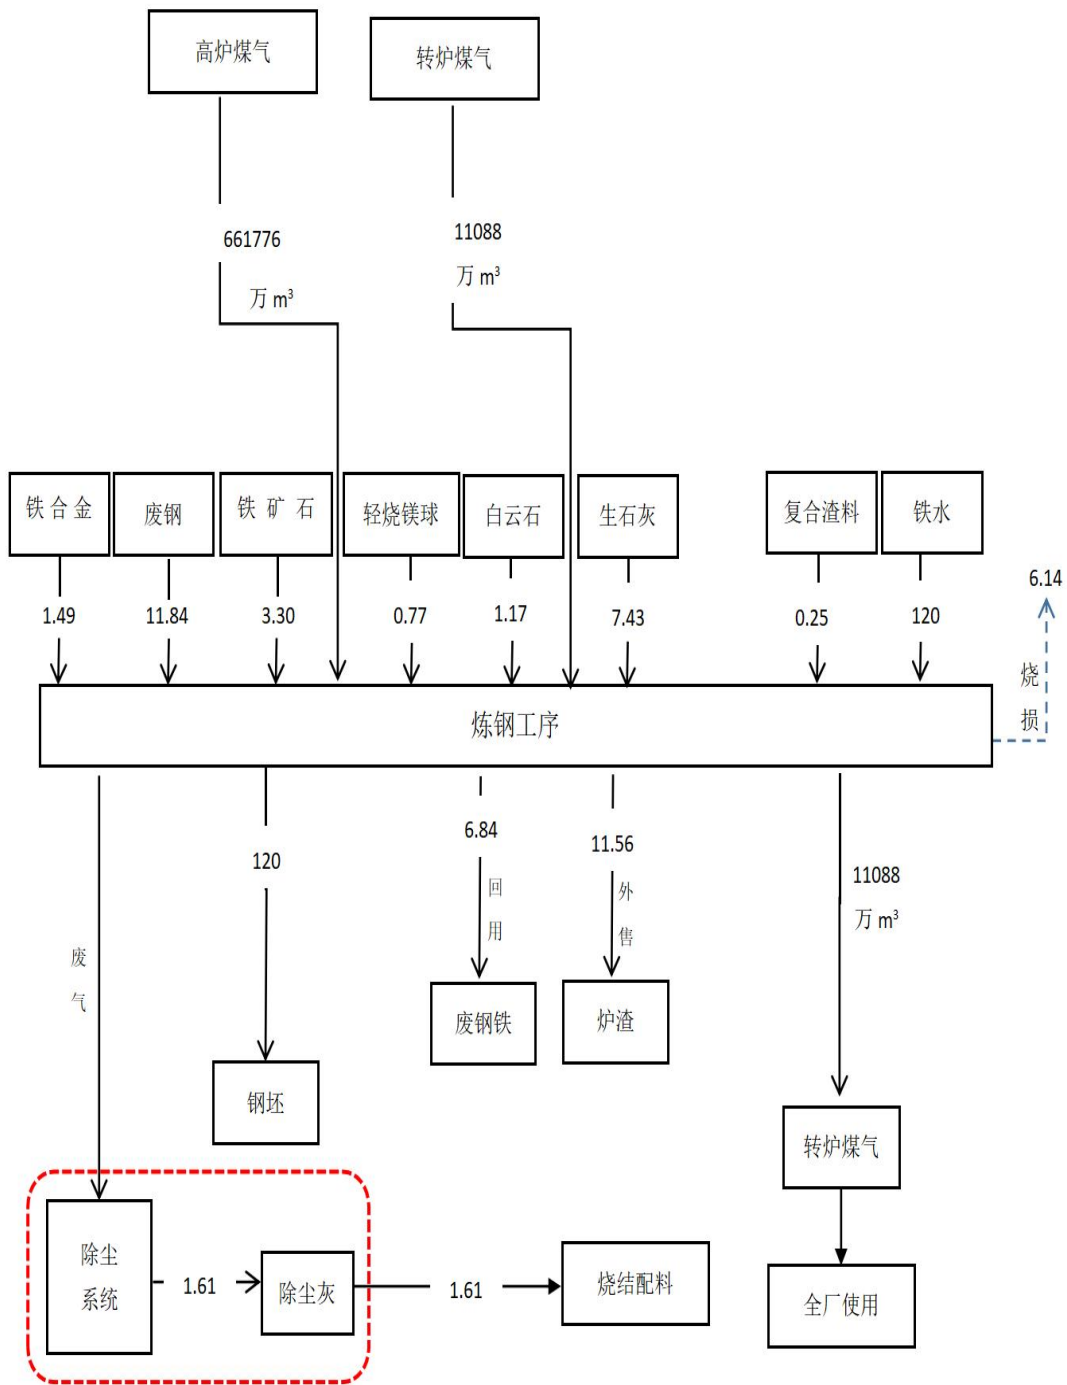 高炉煤气
转炉煤气
661776
万 m³
11088
万 m³
铁合金
废钢
铁矿石
轻烧镁球
白云石
生石灰
复合渣料
铁水
1.49
11.84
3.30
0.77
1.17
7.43
0.25
120
6.14
烧
损
炼钢工序
废
气
120
6.84
回
用
11.56
外
售
11088
万 m³
废钢铁
炉渣
钢坯
转炉煤气
除尘
系统
1.61
除尘灰
1.61
烧结配料
全厂使用